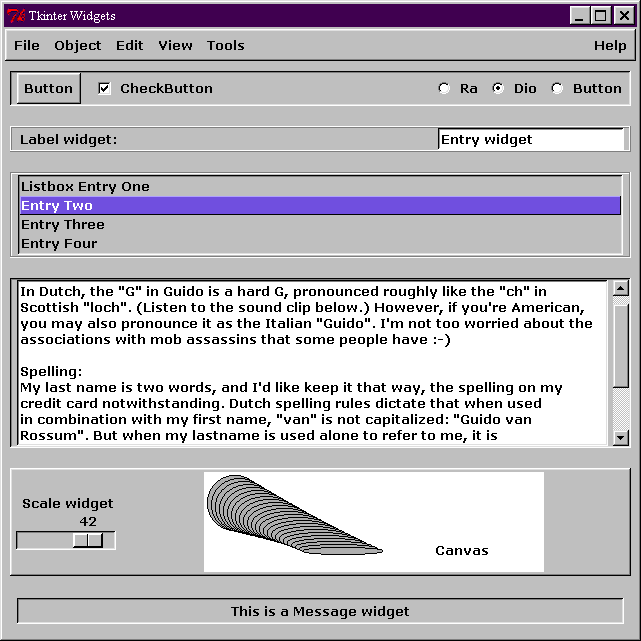 Tkinter Widgets
File Object Edit View Tools Help
Button CheckButton Ra Dio Button
Label widget: Entry widget
Listbox Entry One
Entry Two
Entry Three
Entry Four
In Dutch, the "G" in Guido is a hard G, pronounced roughly like the "ch" in
Scottish "loch". (Listen to the sound clip below.) However, if you're American,
you may also pronounce it as the Italian "Guido". I'm not too worried about the
associations with mob assassins that some people have :-)
Spelling:
My last name is two words, and I'd like keep it that way, the spelling on my
credit card notwithstanding. Dutch spelling rules dictate that when used
in combination with my first name, "van" is not capitalized: "Guido van
Rossum". But when my lastname is used alone to refer to me, it is
Scale widget
42
Canvas
This is a Message widget